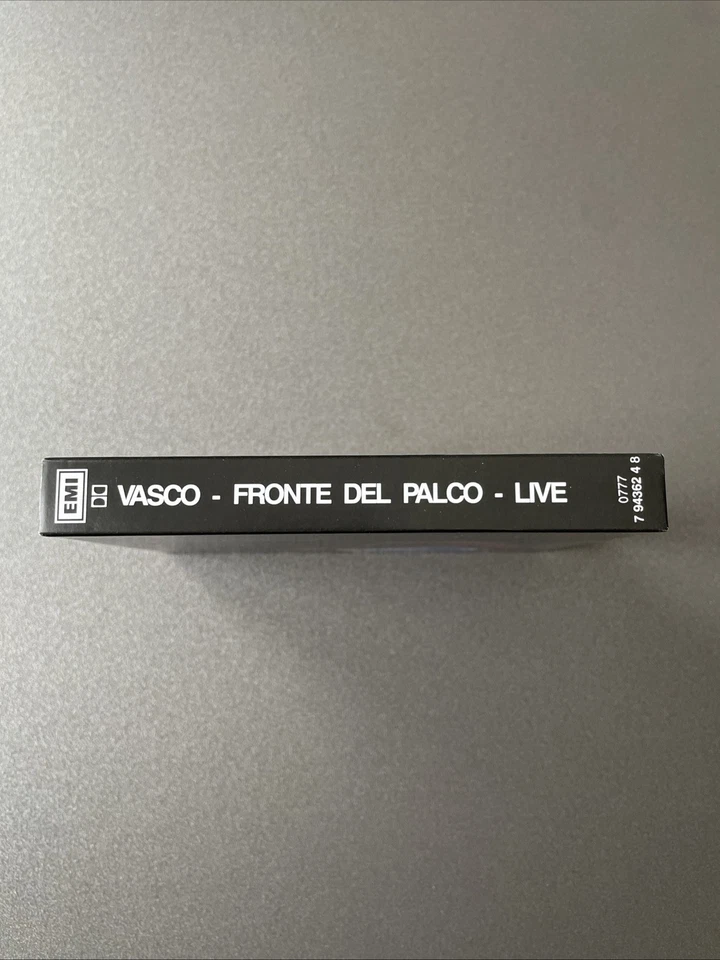 EMI
VASCO - FRONTE DEL PALCO - LIVE
0777
7 94362 4 8